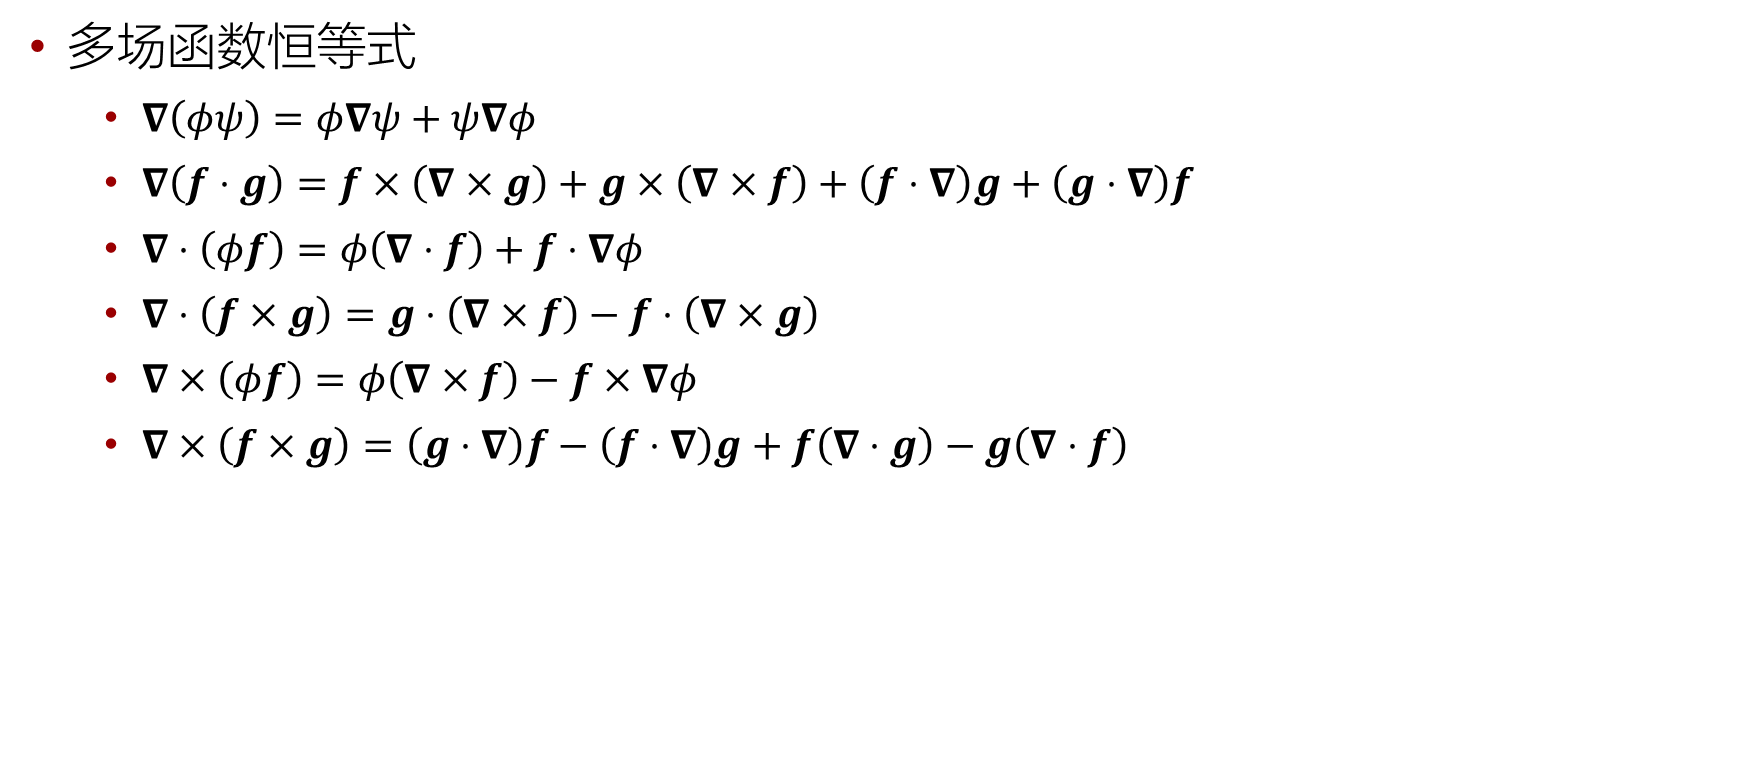 • 多场函数恒等式
• 𝛁(𝜙𝜓) = 𝜙𝛁𝜓 + 𝜓𝛁𝜙
• 𝛁(𝒇 · 𝒈) = 𝒇 × (𝛁 × 𝒈) + 𝒈 × (𝛁 × 𝒇) + (𝒇 · 𝛁)𝒈 + (𝒈 · 𝛁)𝒇
• 𝛁 · (𝜙𝒇) = 𝜙(𝛁 · 𝒇) + 𝒇 · 𝛁𝜙
• 𝛁 · (𝒇 × 𝒈) = 𝒈 · (𝛁 × 𝒇) − 𝒇 · (𝛁 × 𝒈)
• 𝛁 × (𝜙𝒇) = 𝜙(𝛁 × 𝒇) − 𝒇 × 𝛁𝜙
• 𝛁 × (𝒇 × 𝒈) = (𝒈 · 𝛁)𝒇 − (𝒇 · 𝛁)𝒈 + 𝒇(𝛁 · 𝒈) − 𝒈(𝛁 · 𝒇)